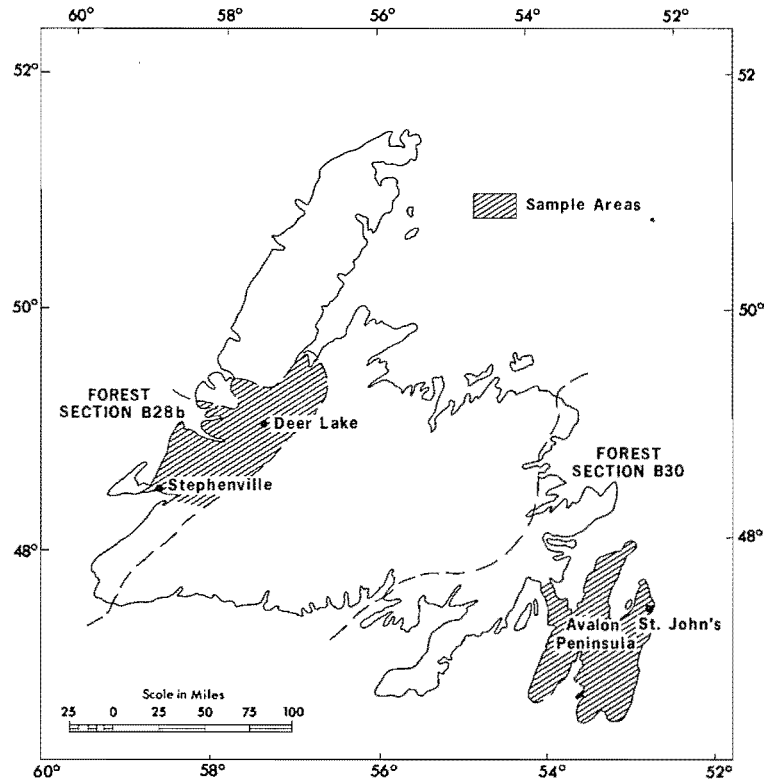 60° 58° 56° 54° 52°
52° 52
Sample Areas
50° 50°
FOREST
SECTION B28b
Deer Lake
FOREST
SECTION B30
Stephenville
48° 48°
Avalon
Peninsula
St. John's
Scale in Miles
25 0 25 50 75 100
60° 58° 56° 54° 52°